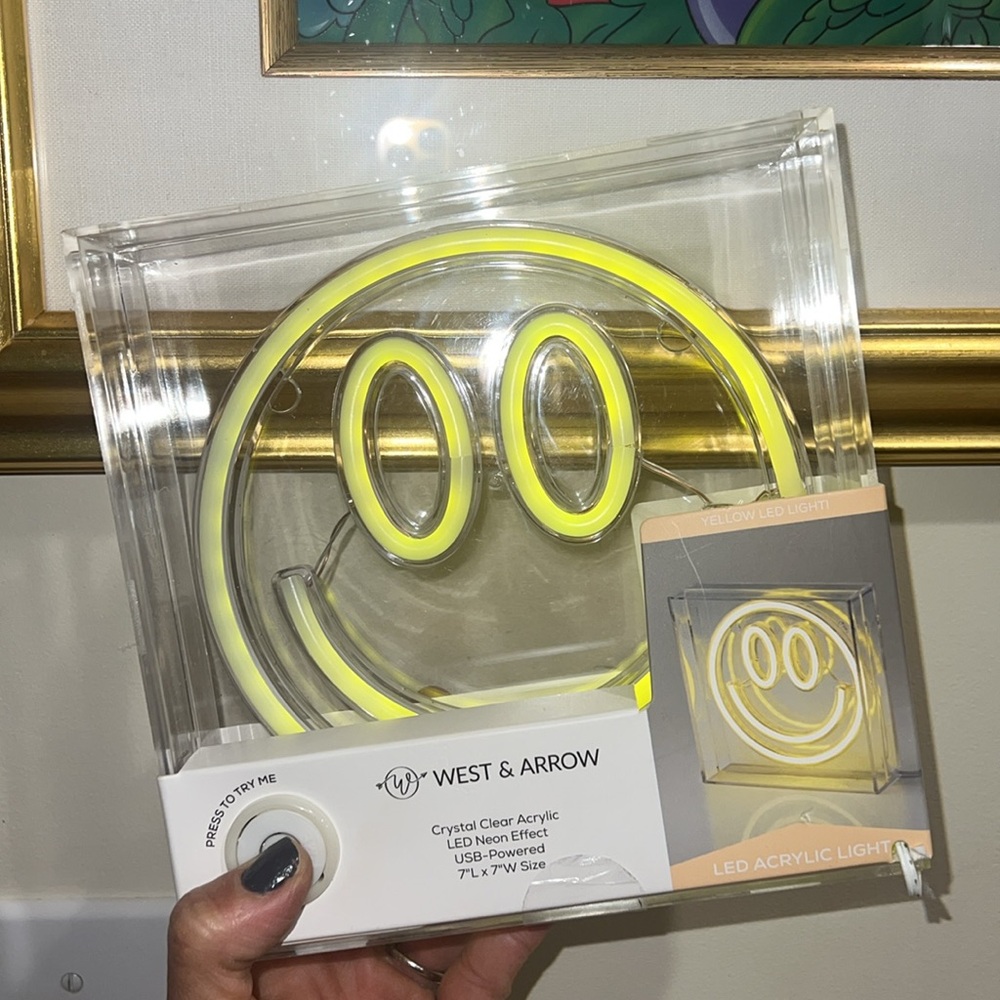 YELLOW LED LIGHT!
PRESS TO TRY ME
W WEST & ARROW
Crystal Clear Acrylic
LED Neon Effect
USB-Powered
7"L x 7"W Size
LED ACRYLIC LIGHT